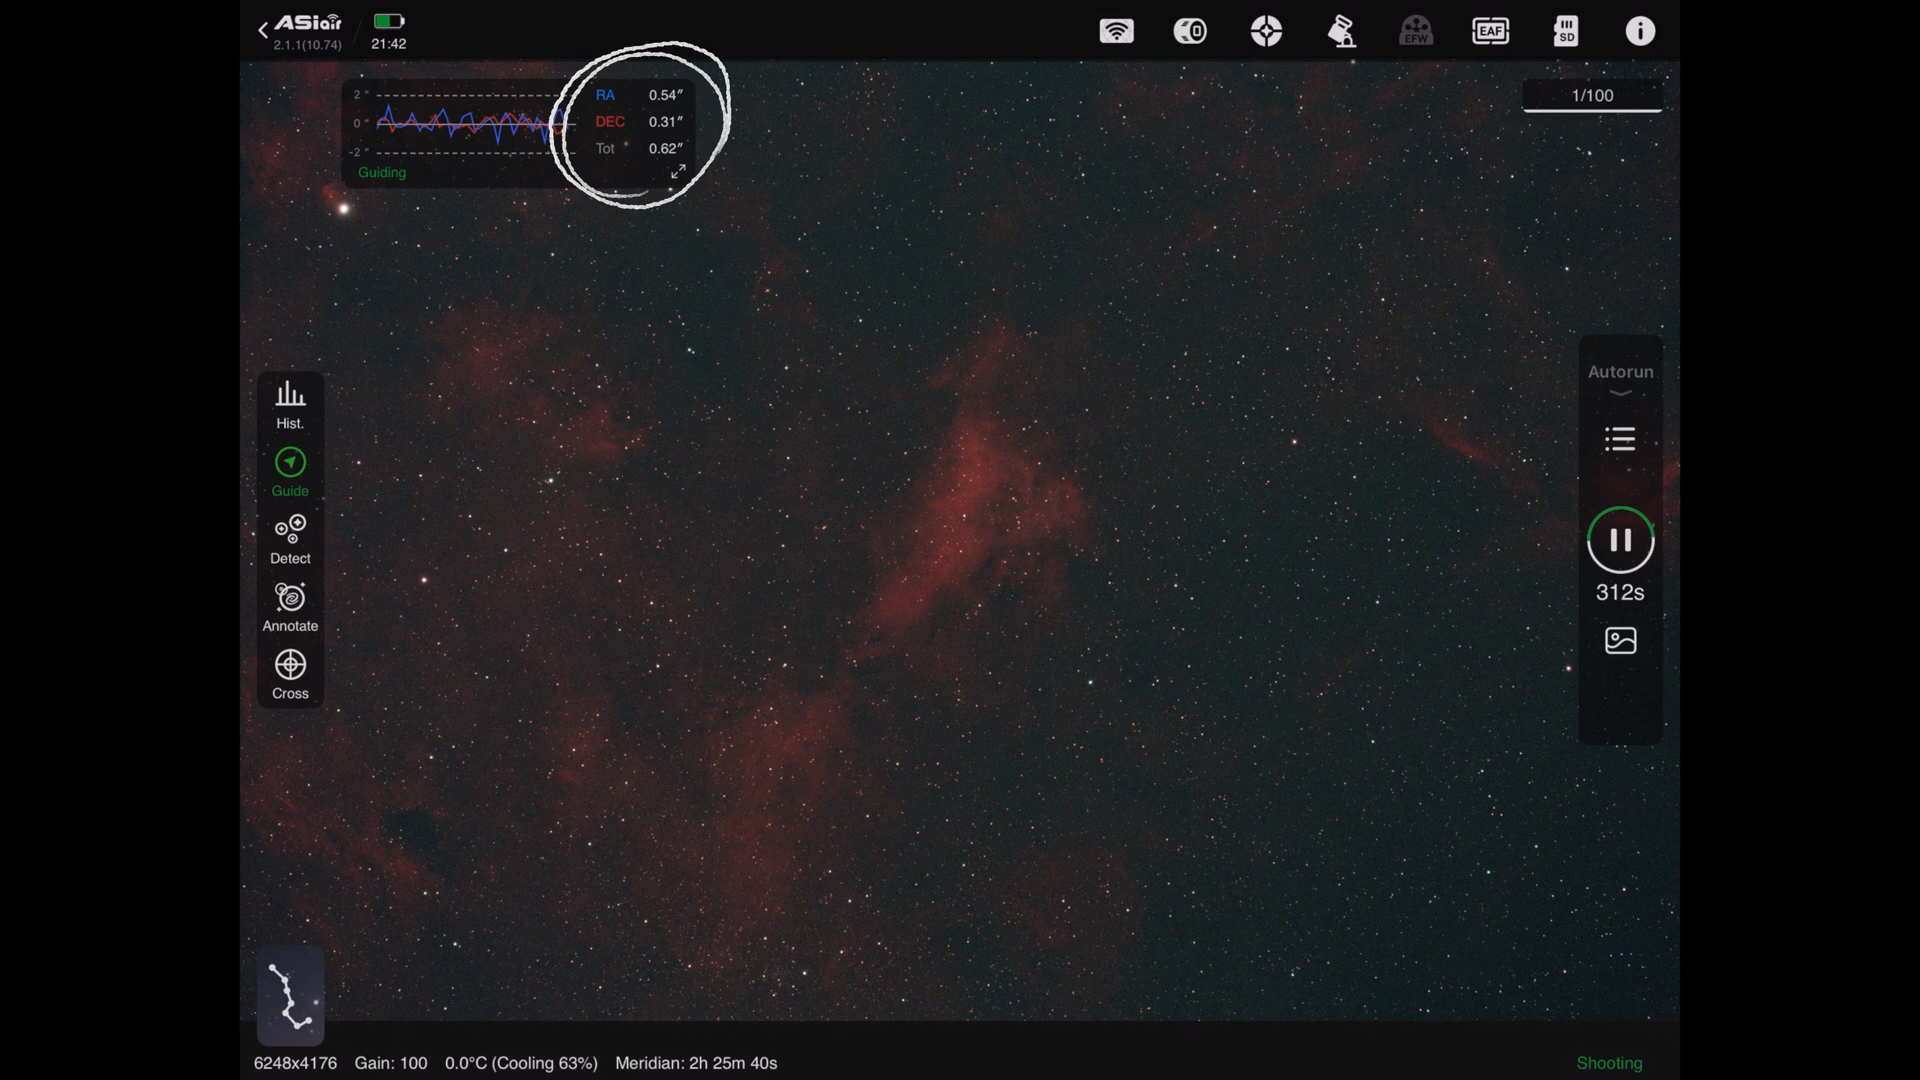 ASiair
2.1.1(10.74)
21:42
EFW
EAF
SD
2"
0"
-2"
RA 0.54"
DEC 0.31"
Tot 0.62"
Guiding
1/100
Hist.
Guide
Detect
Annotate
Cross
Autorun
312s
6248x4176 Gain: 100 0.0°C (Cooling 63%) Meridian: 2h 25m 40s
Shooting